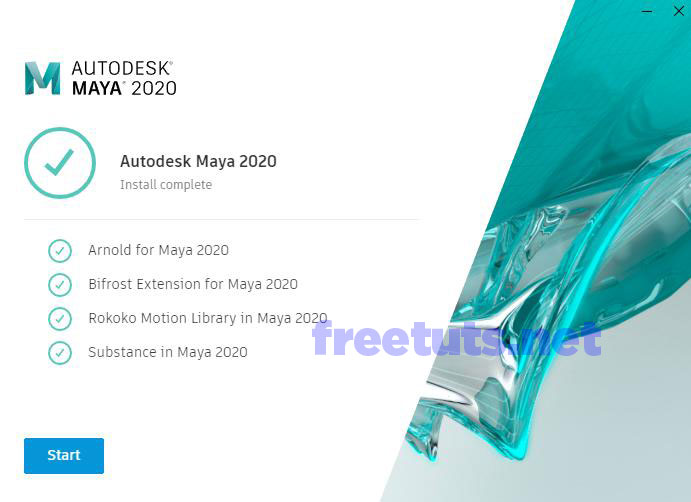 AUTODESK®
MAYA® 2020
Autodesk Maya 2020
Install complete
Arnold for Maya 2020
Bifrost Extension for Maya 2020
Rokoko Motion Library in Maya 2020
freetuts.net
Substance in Maya 2020
Start